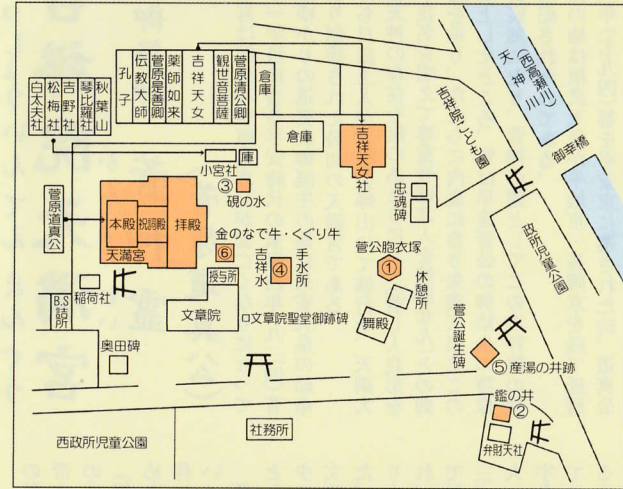 白太夫社
松梅社
吉野社
琴比羅社
秋葉山
孔子
伝教大師
菅原是善卿
薬師如来
吉祥天女
観世音菩薩
菅原清公卿
倉庫
倉庫
吉祥院こども園
天神川
(西高瀬川)
御幸橋
吉祥天女社
小宮社
庫
③
硯の水
忠魂碑
政所児童公園
菅原道真公
本殿
祝詞殿
拝殿
天満宮
金のなで牛・くぐり牛
⑥
授与所
吉祥水
④
手水所
菅公胞衣塚
①
休憩所
舞殿
稲荷社
B.S
詰所
文章院
ロ文章院聖堂御跡碑
菅公誕生碑
⑤産湯の井跡
奥田碑
鑑の井
②
弁財天社
社務所
西政所児童公園